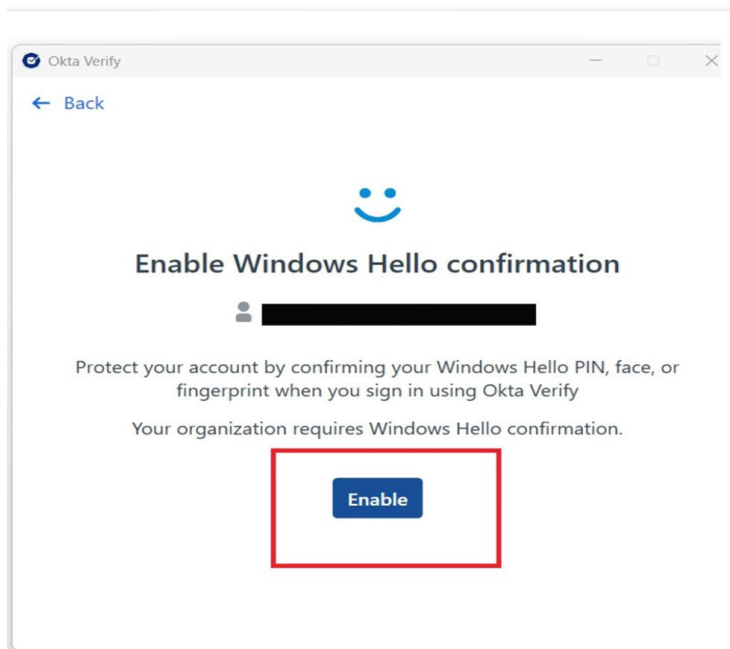 Okta Verify
Back
Enable Windows Hello confirmation
Protect your account by confirming your Windows Hello PIN, face, or
fingerprint when you sign in using Okta Verify
Your organization requires Windows Hello confirmation.
Enable